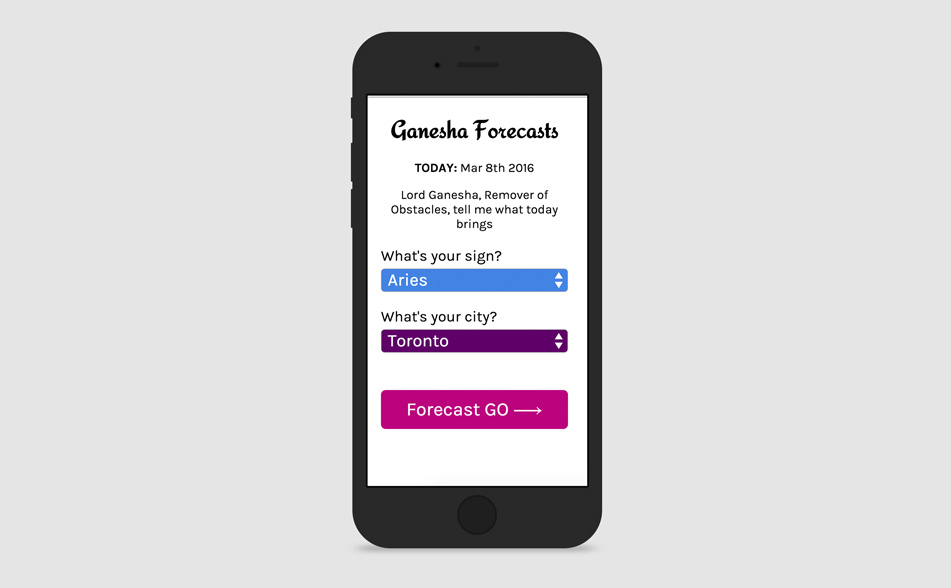 Ganesha Forecasts
TODAY: Mar 8th 2016
Lord Ganesha, Remover of
Obstacles, tell me what today
brings
What's your sign?
Aries
What's your city?
Toronto
Forecast GO ⟶